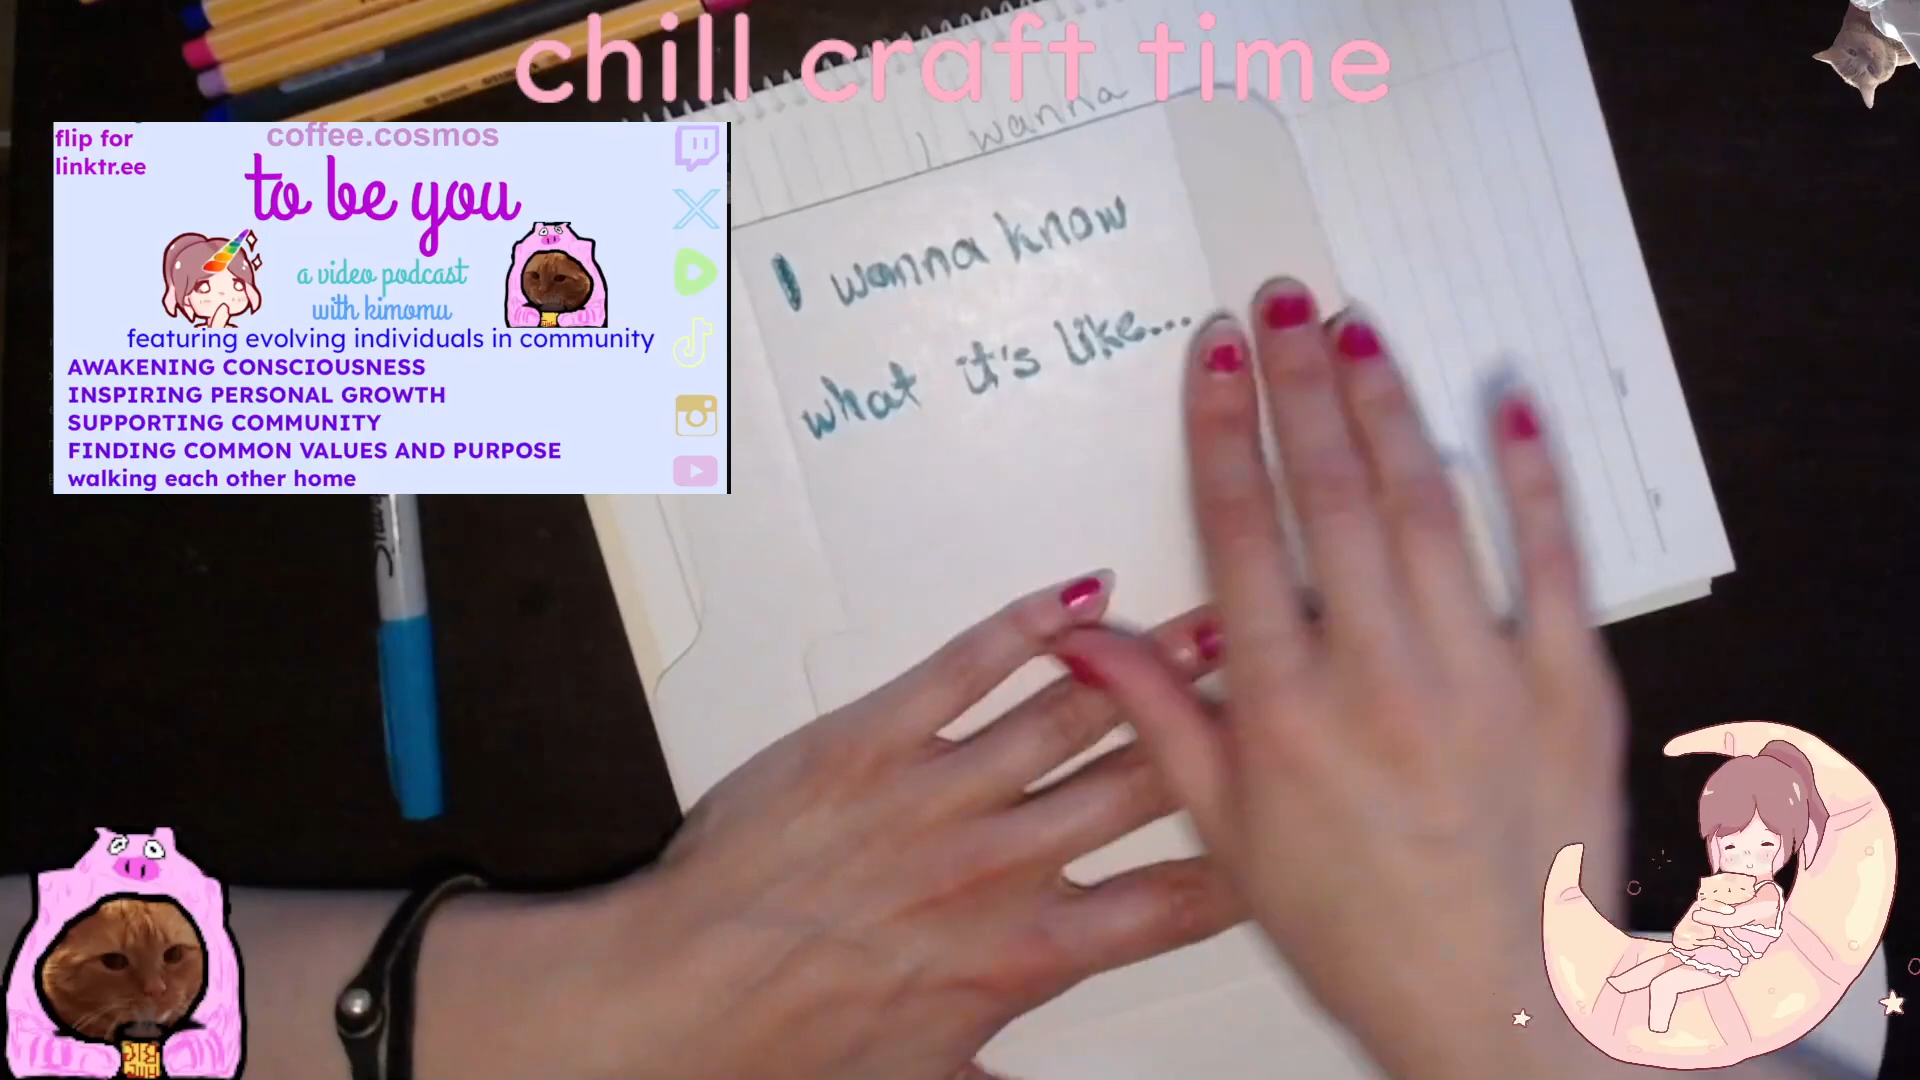 chill craft time
flip for
linktr.ee
coffee.cosmos
to be you
a video podcast
with kimomu
featuring evolving individuals in community
AWAKENING CONSCIOUSNESS
INSPIRING PERSONAL GROWTH
SUPPORTING COMMUNITY
FINDING COMMON VALUES AND PURPOSE
walking each other home
I wanna
I wanna know
what it's like...